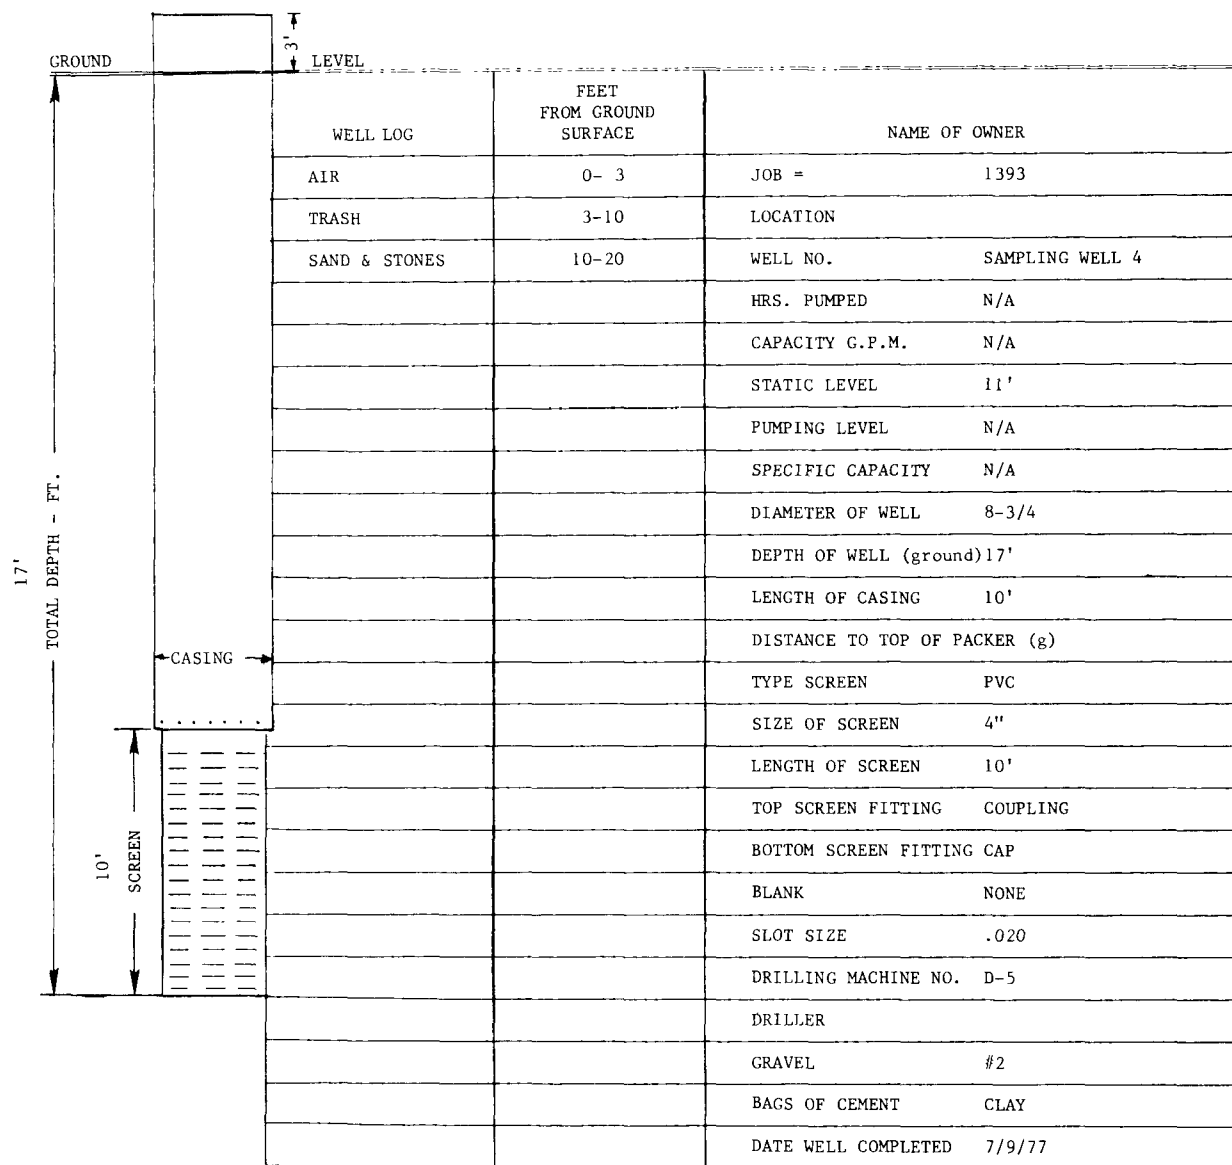 3'
GROUND LEVEL
WELL LOG
FEET
FROM GROUND
SURFACE
NAME OF OWNER
AIR 0- 3 JOB = 1393
TRASH 3-10 LOCATION
SAND & STONES 10-20 WELL NO. SAMPLING WELL 4
HRS. PUMPED N/A
CAPACITY G.P.M. N/A
STATIC LEVEL 11'
PUMPING LEVEL N/A
SPECIFIC CAPACITY N/A
DIAMETER OF WELL 8-3/4
DEPTH OF WELL (ground) 17'
LENGTH OF CASING 10'
DISTANCE TO TOP OF PACKER (g)
TYPE SCREEN PVC
SIZE OF SCREEN 4"
LENGTH OF SCREEN 10'
TOP SCREEN FITTING COUPLING
BOTTOM SCREEN FITTING CAP
BLANK NONE
SLOT SIZE .020
DRILLING MACHINE NO. D-5
DRILLER
GRAVEL #2
BAGS OF CEMENT CLAY
DATE WELL COMPLETED 7/9/77
17'
TOTAL DEPTH - FT.
CASING
10'
SCREEN